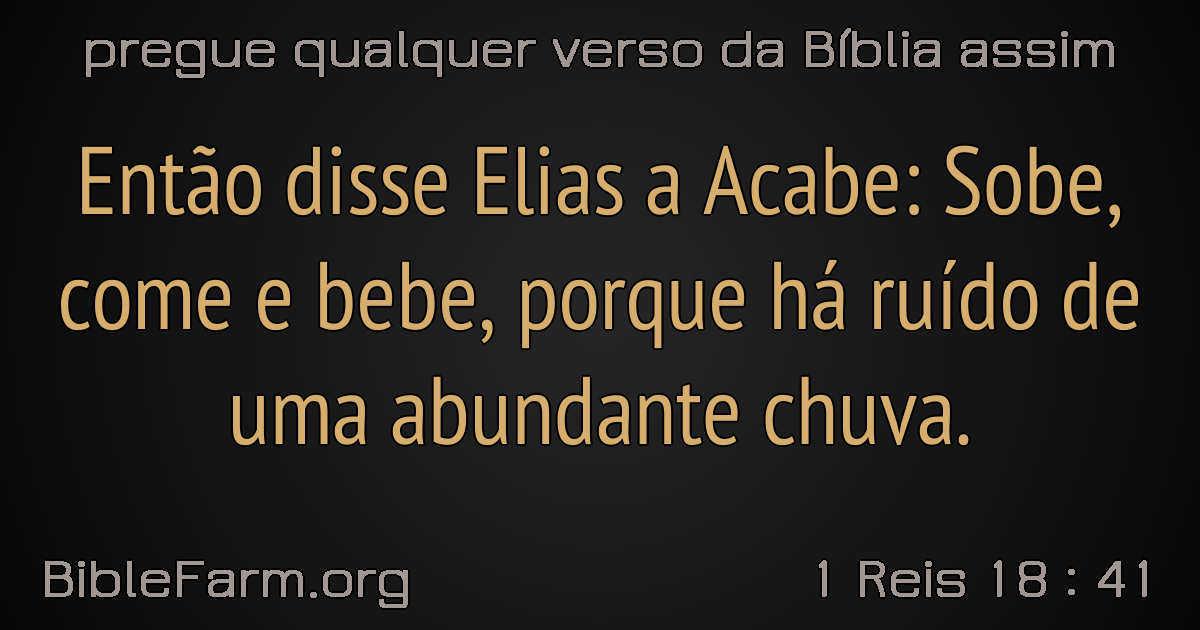 pregue qualquer verso da Bíblia assim
Então disse Elias a Acabe: Sobe,
come e bebe, porque há ruído de
uma abundante chuva.
BibleFarm.org
1 Reis 18 : 41